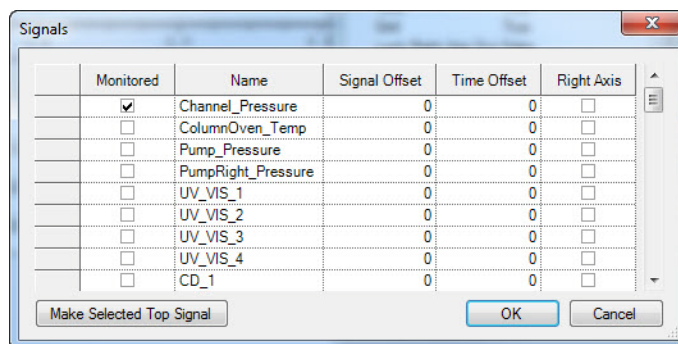 Signals
Monitored Name Signal Offset Time Offset Right Axis
Channel_Pressure 0 0
ColumnOven_Temp 0 0
Pump_Pressure 0 0
PumpRight_Pressure 0 0
UV_VIS_1 0 0
UV_VIS_2 0 0
UV_VIS_3 0 0
UV_VIS_4 0 0
CD_1 0 0
Make Selected Top Signal OK Cancel